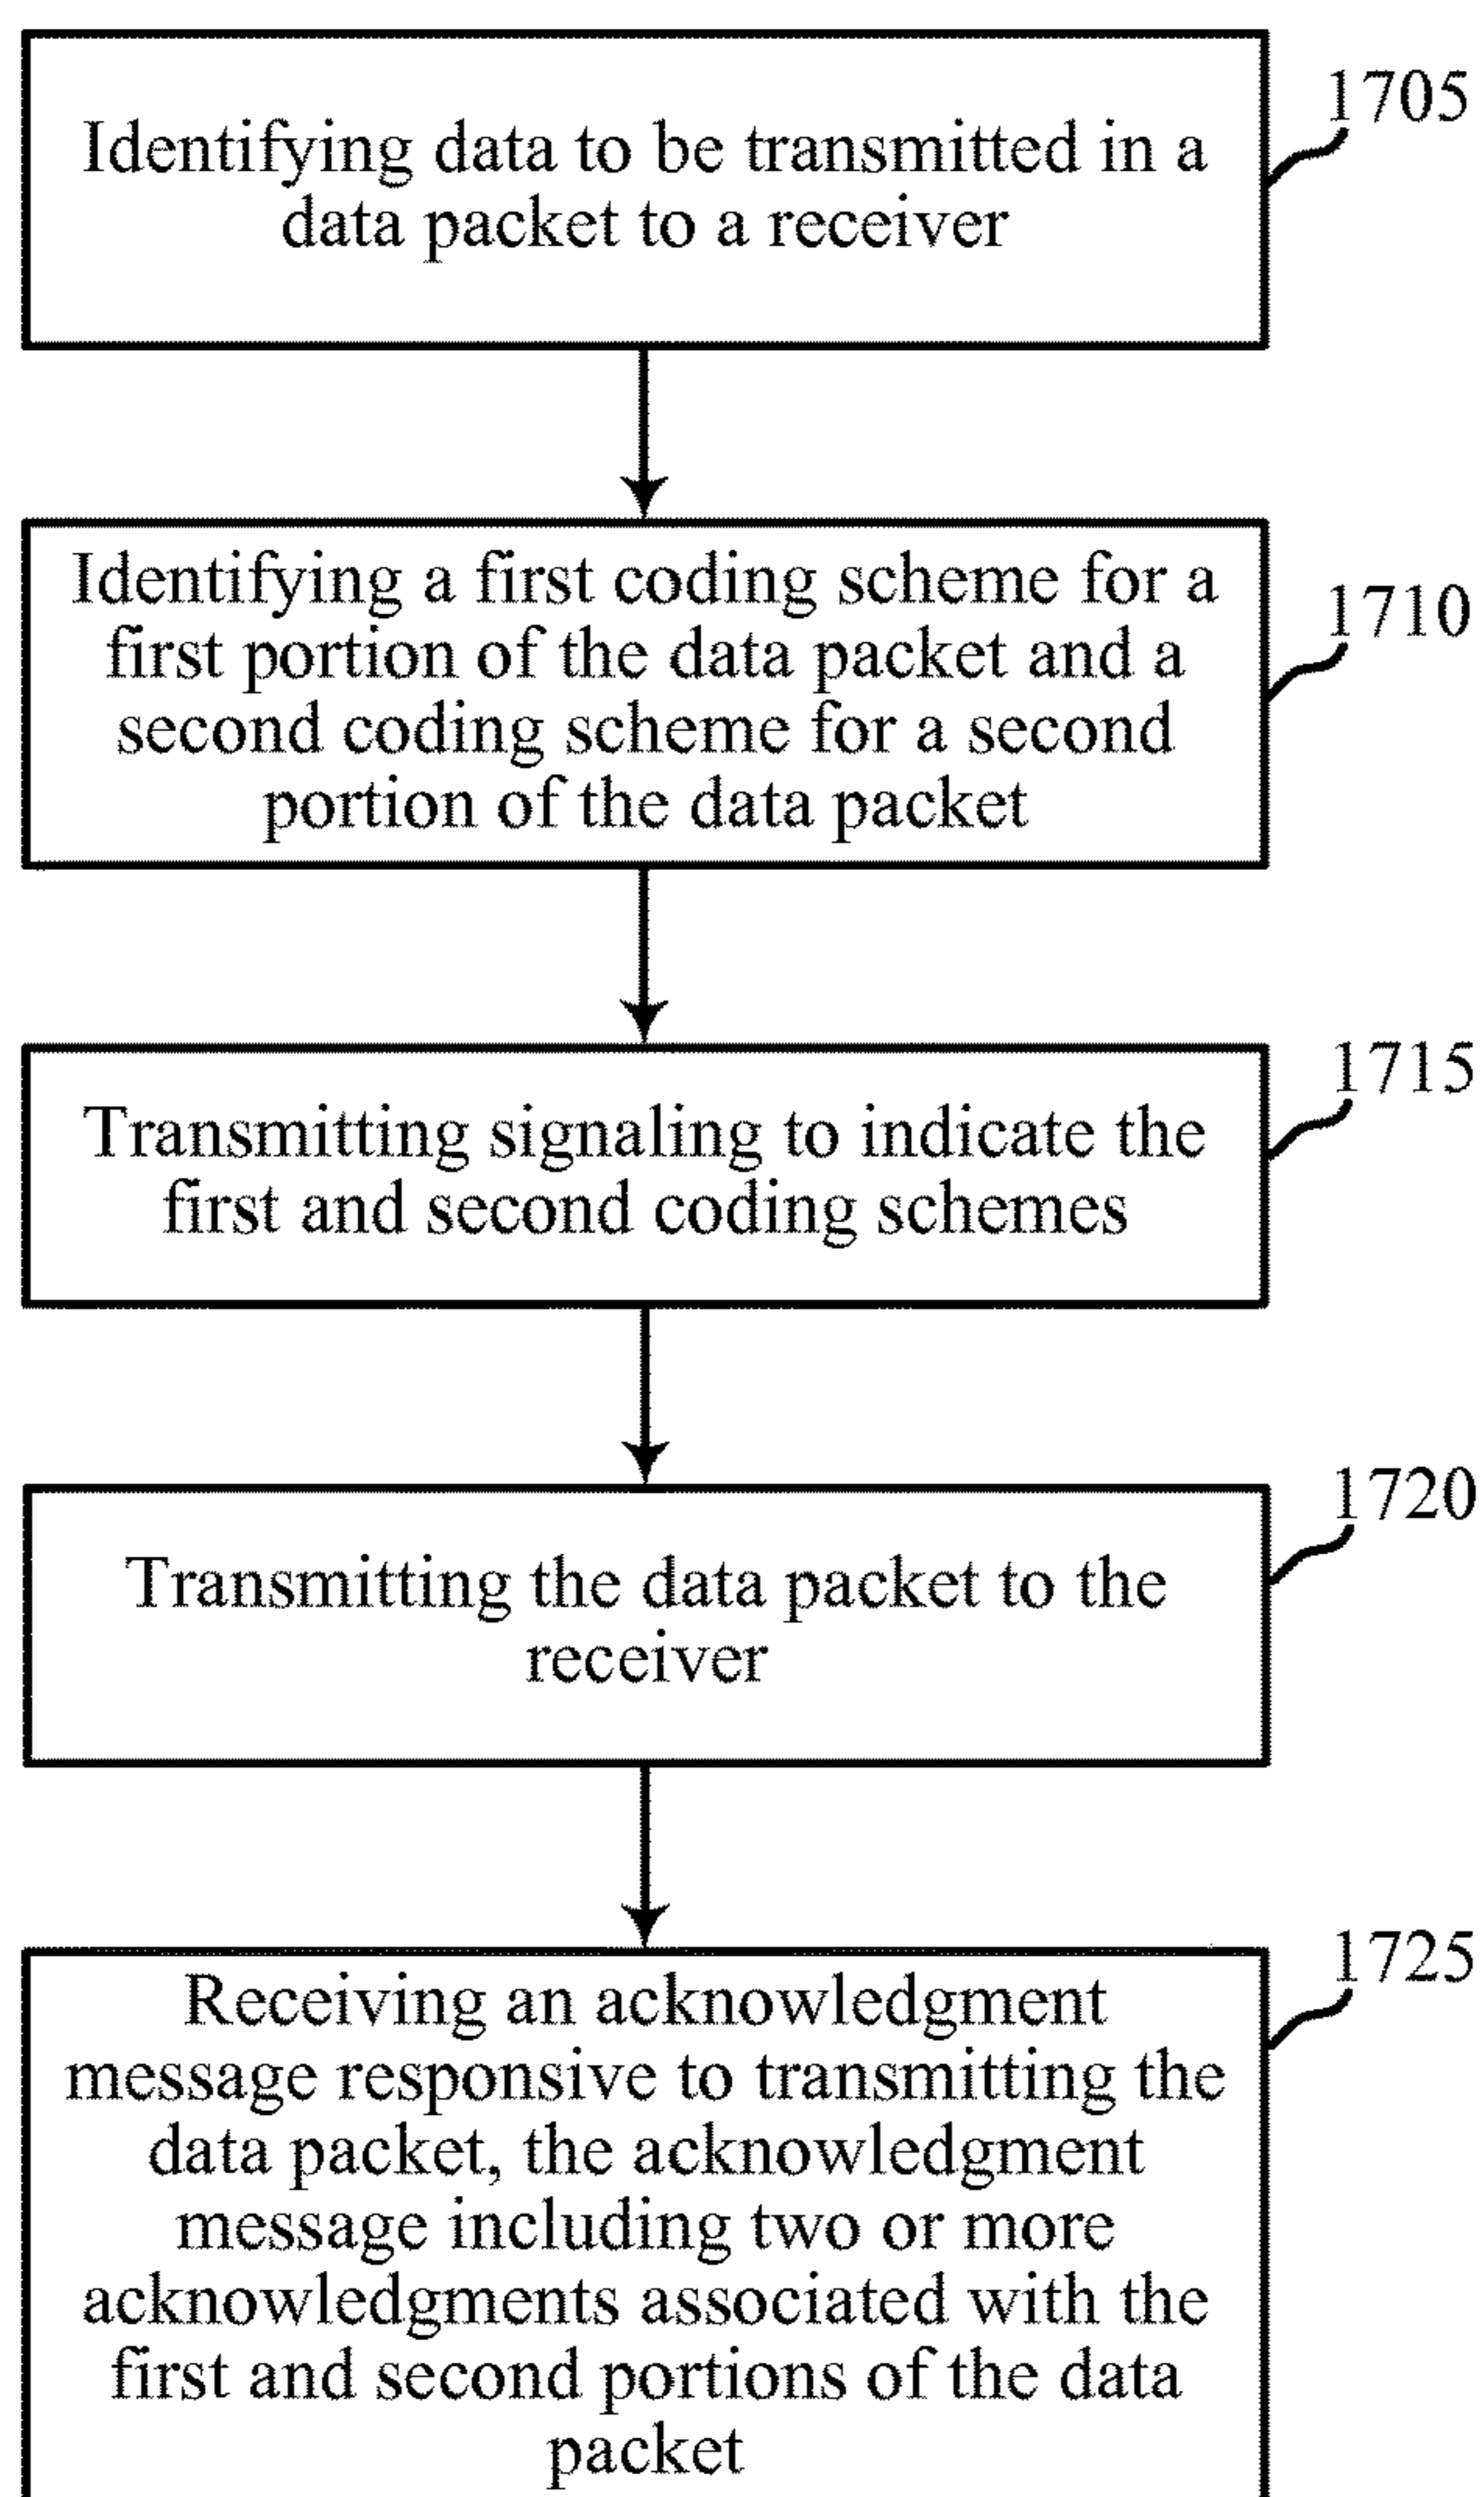 1705
Identifying data to be transmitted in a
data packet to a receiver
Identifying a first coding scheme for a
first portion of the data packet and a
second coding scheme for a second
portion of the data packet
1710
1715
Transmitting signaling to indicate the
first and second coding schemes
1720
Transmitting the data packet to the
receiver
1725
Receiving an acknowledgment
message responsive to transmitting the
data packet, the acknowledgment
message including two or more
acknowledgments associated with the
first and second portions of the data
packet